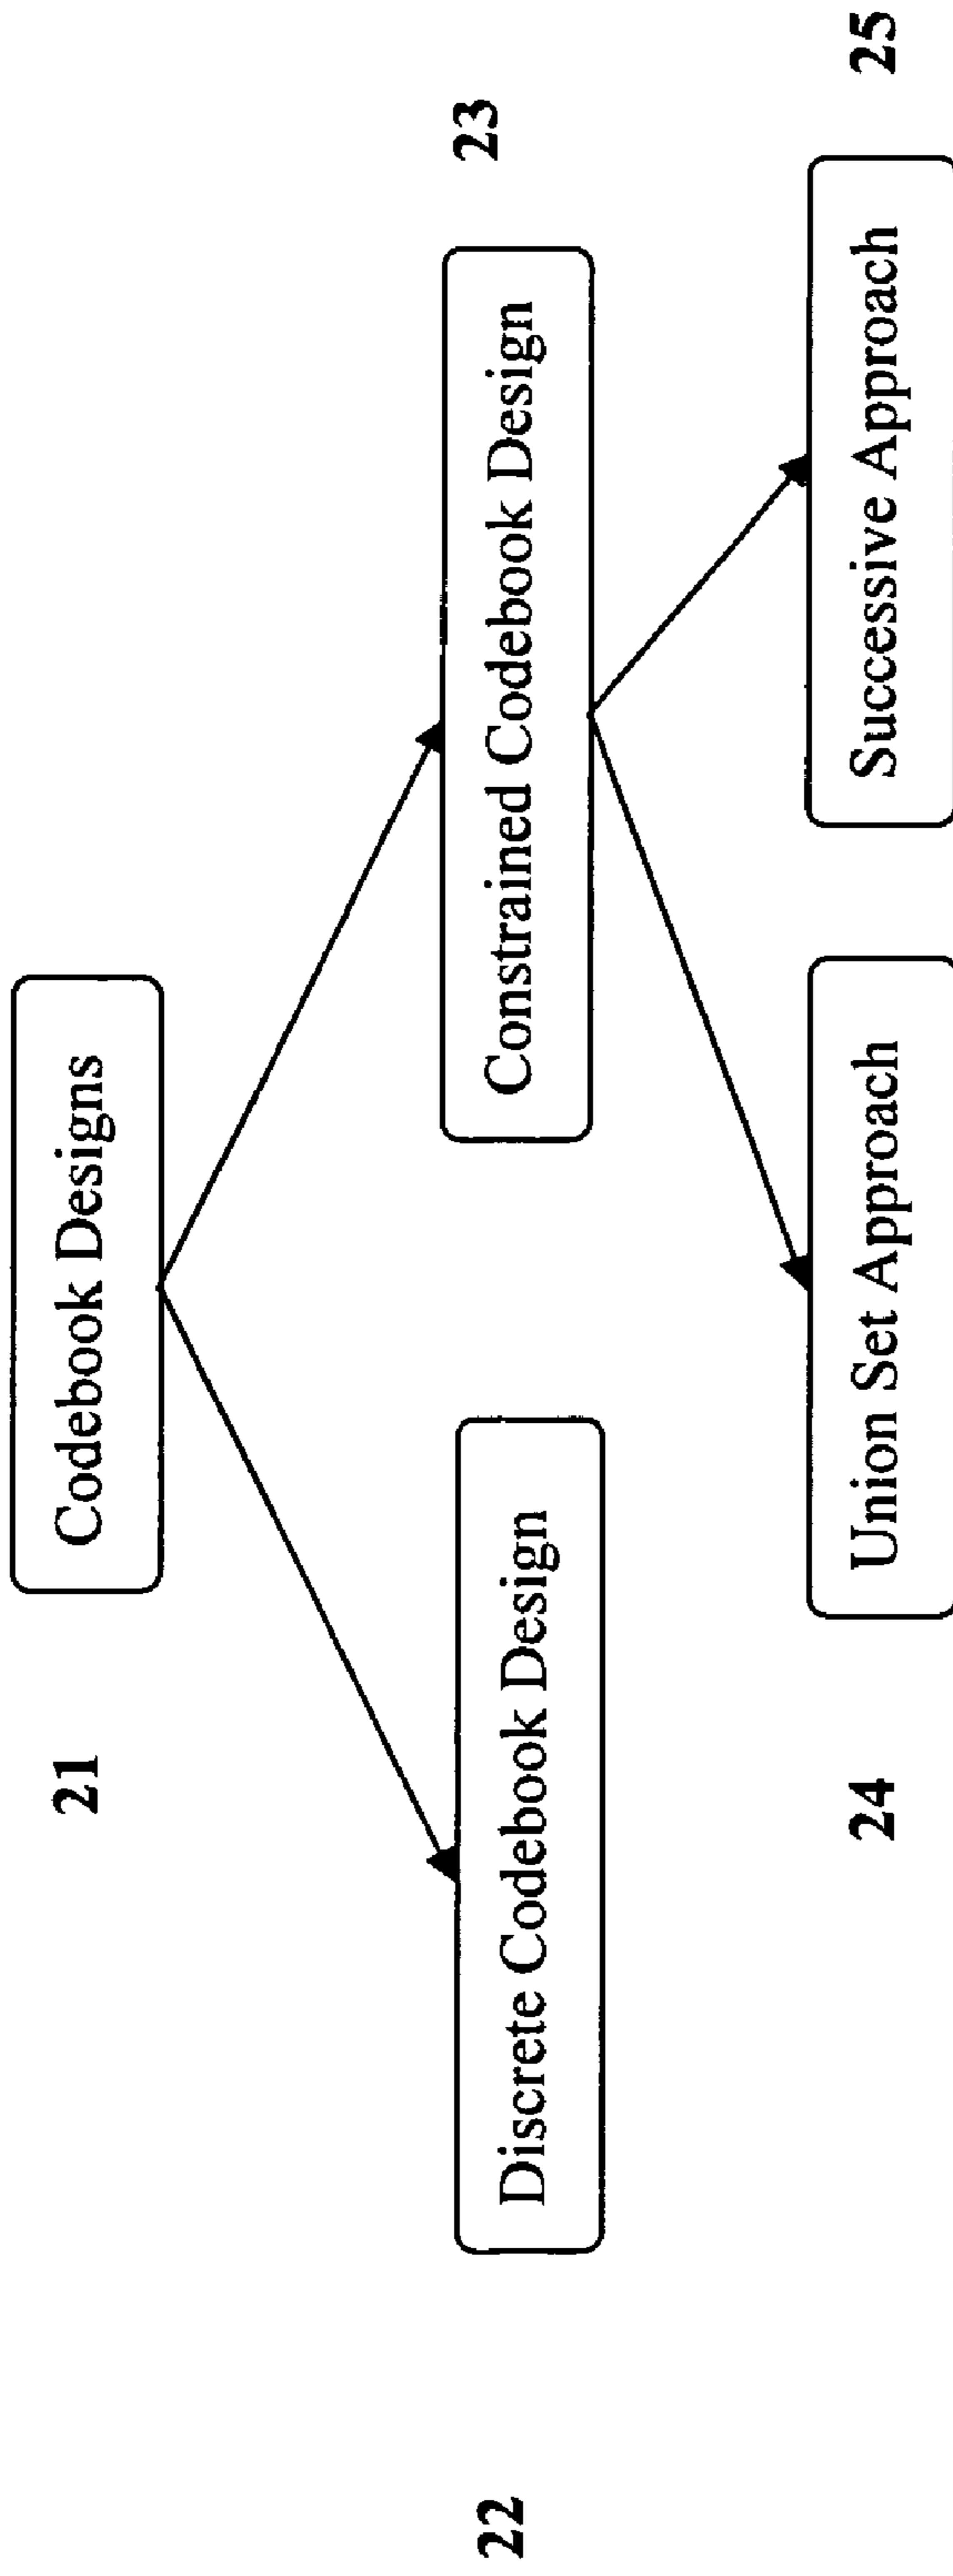 21
Codebook Designs
22
Discrete Codebook Design
Constrained Codebook Design
23
24
Union Set Approach
Successive Approach
25